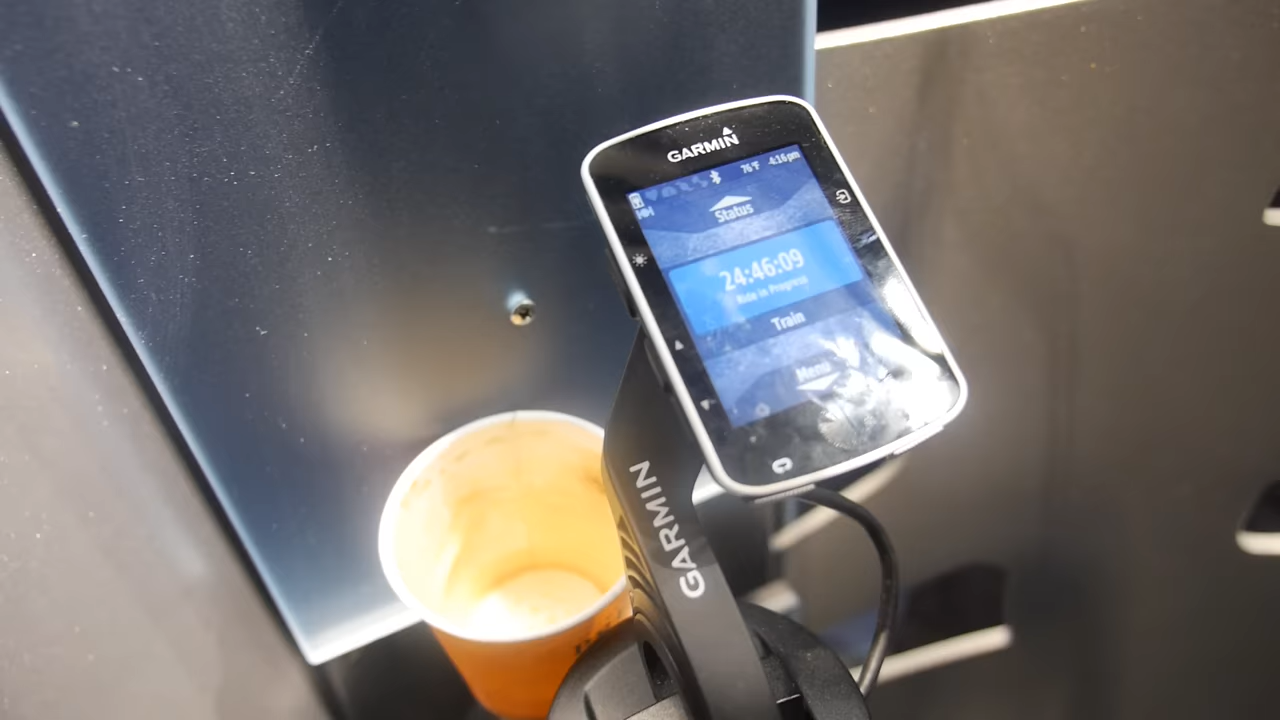 GARMIN
76°F 4:16pm
Status
24:46:09
Ride in Progress
Train
Menu
GARMIN